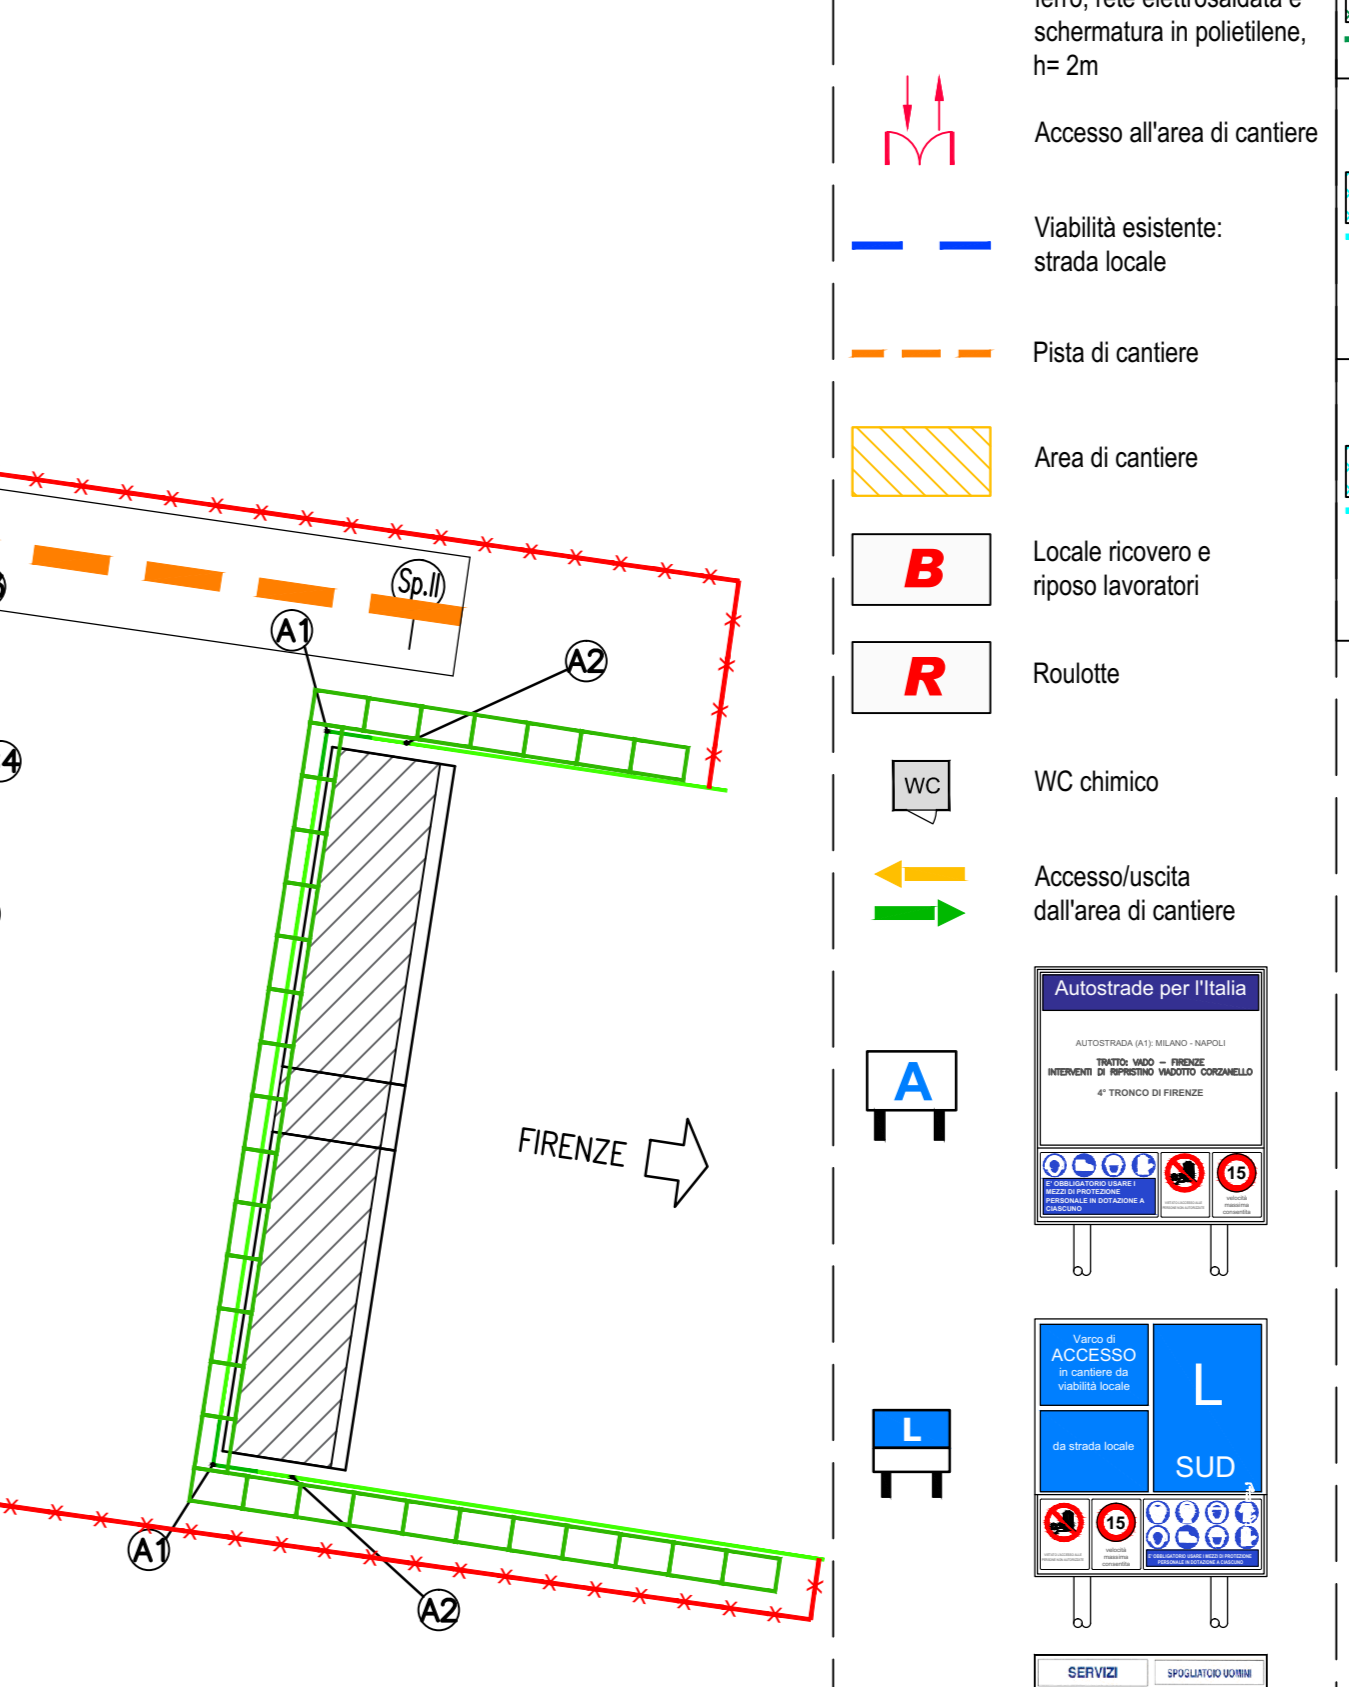 ferro, rete elettrosaldata e
schermatura in polietilene,
h= 2m
Accesso all'area di cantiere
Viabilità esistente:
strada locale
Pista di cantiere
Area di cantiere
B
Locale ricovero e
riposo lavoratori
R
Roulotte
WC
WC chimico
Accesso/uscita
dall'area di cantiere
A
Autostrade per l'Italia
AUTOSTRADA (A1): MILANO - NAPOLI
TRATTO: VADO – FIRENZE
INTERVENTI DI RIPRISTINO VIADOTTO CORZANELLO
4° TRONCO DI FIRENZE
E' OBBLIGATORIO USARE I
MEZZI DI PROTEZIONE
PERSONALE IN DOTAZIONE A
CIASCUNO
15
velocità
massima
consentita
L
Varco di
ACCESSO
in cantiere da
viabilità locale
da strada locale
L
SUD
15
velocità
massima
consentita
E' OBBLIGATORIO USARE I MEZZI DI PROTEZIONE
PERSONALE IN DOTAZIONE A CIASCUNO
SERVIZI
SPOGLIATOIO UOMINI
Sp.II
A1
A2
4
FIRENZE
A1
A2